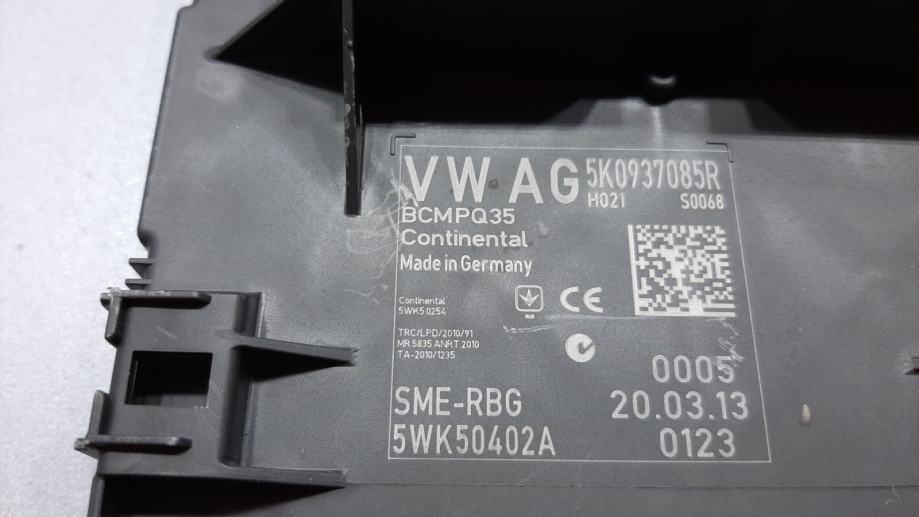 VW AG 5K0937085R
H021 S0068
BCMPQ35
Continental
Made in Germany
Continental
5WK50254
CE
TRC/LPD/2010/91
MR 5835 ANRT 2010
TA-2010/1235
0005
SME-RBG 20.03.13
5WK50402A 0123